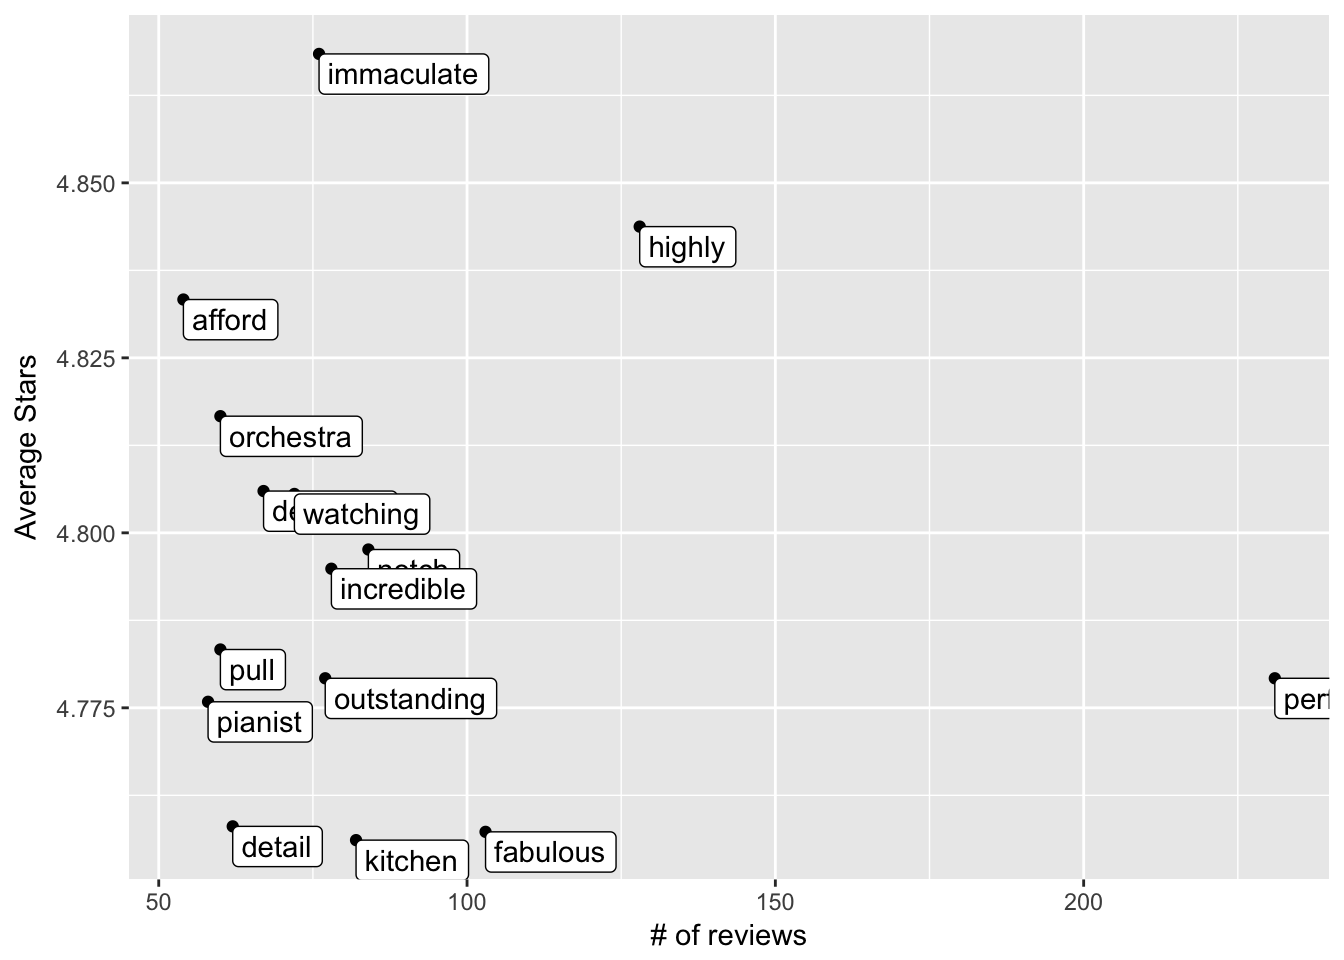 immaculate
4.850
highly
afford
4.825
orchestra
watching
4.800
incredible
pull
outstanding
4.775
pianist
detail
kitchen
fabulous
50
100
150
200
# of reviews
Average Stars